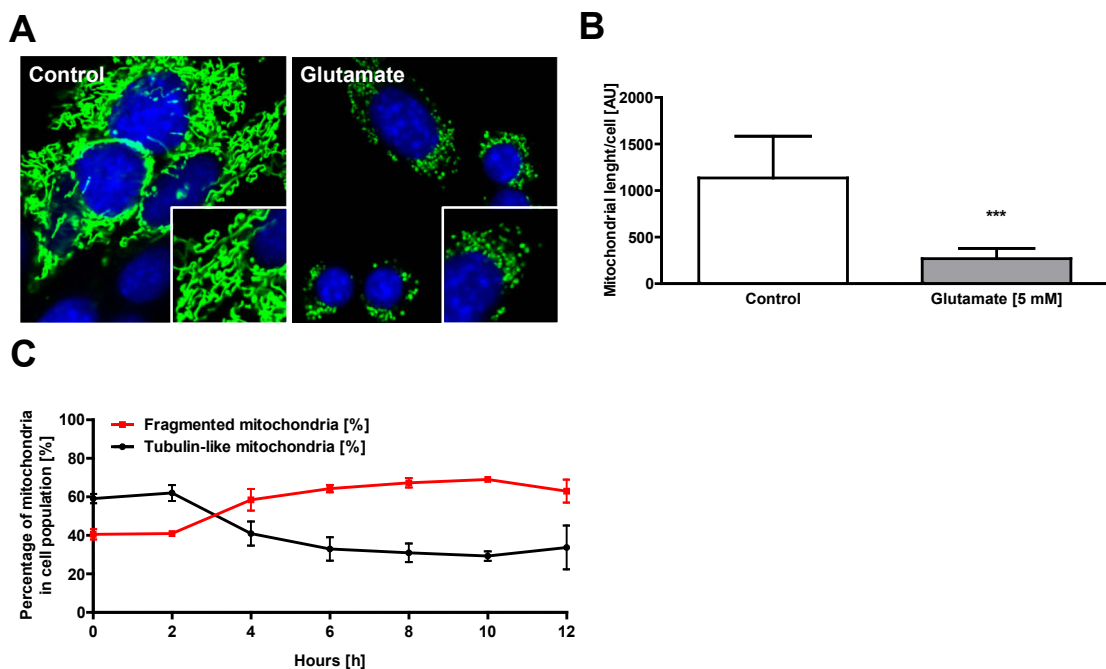 A
Control
Glutamate
B
Mitochondrial lenght/cell [AU]
2000
1500
1000
500
0
***
Control
Glutamate [5 mM]
C
Percentage of mitochondria
in cell population [%]
100
80
60
40
20
0
Fragmented mitochondria [%]
Tubulin-like mitochondria [%]
0 2 4 6 8 10 12
Hours [h]